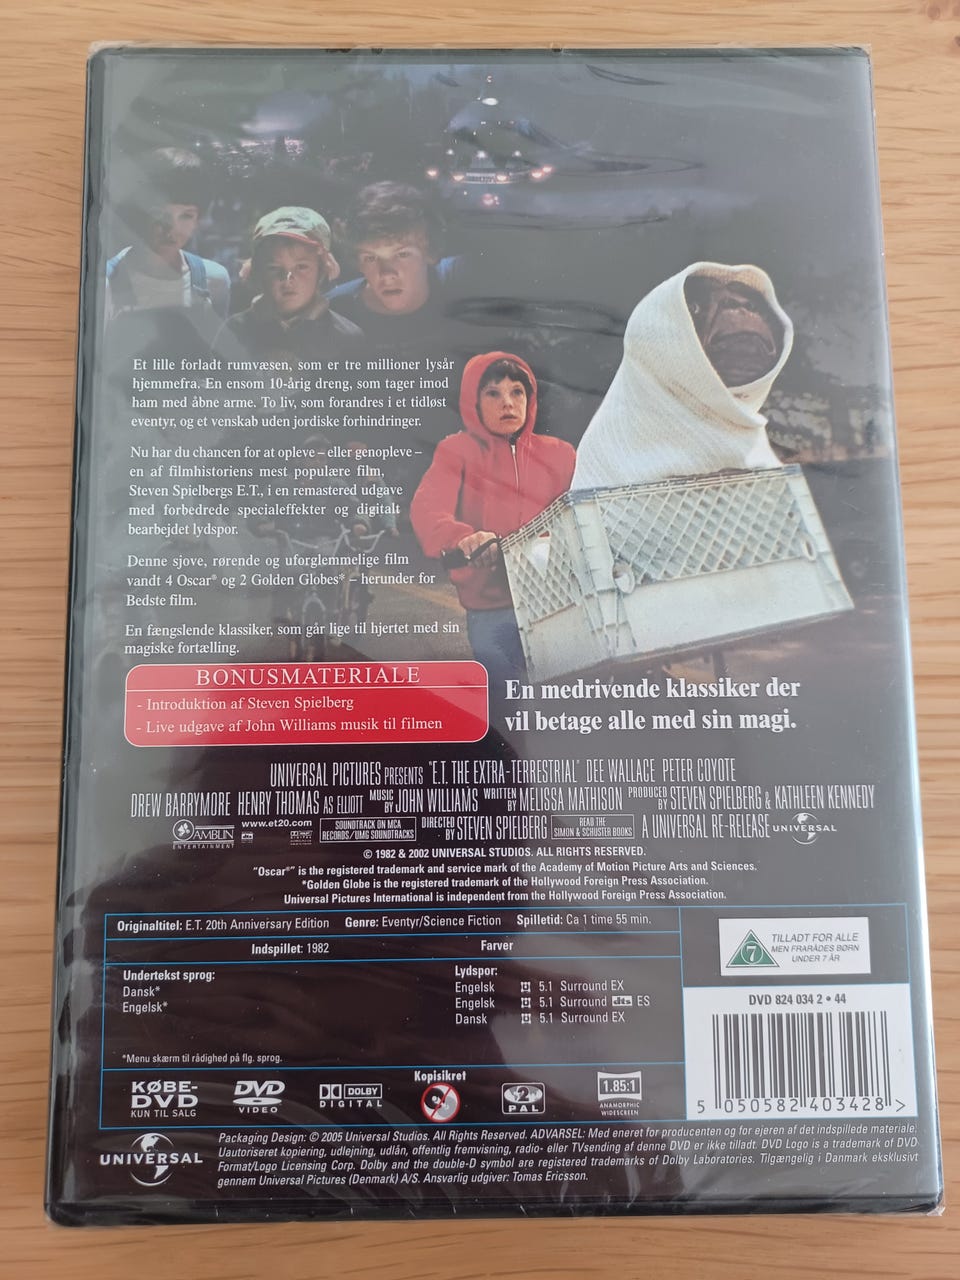 Et lille forladt rumvæsen, som er tre millioner lysår
hjemmefra. En ensom 10-årig dreng, som tager imod
ham med åbne arme. To liv, som forandres i et tidløst
eventyr, og et venskab uden jordiske forhindringer.
Nu har du chancen for at opleve – eller genopleve –
en af filmhistoriens mest populære film,
Steven Spielbergs E.T., i en remastered udgave
med forbedrede specialeffekter og digitalt
bearbejdet lydspor.
Denne sjove, rørende og uforglemmelige film
vandt 4 Oscar® og 2 Golden Globes* – herunder for
Bedste film.
En fængslende klassiker, som går lige til hjertet med sin
magiske fortælling.
BONUSMATERIALE
- Introduktion af Steven Spielberg
- Live udgave af John Williams musik til filmen
En medrivende klassiker der
vil betage alle med sin magi.
UNIVERSAL PICTURES PRESENTS "E.T. THE EXTRA-TERRESTRIAL" DEE WALLACE PETER COYOTE
DREW BARRYMORE HENRY THOMAS AS ELLIOTT MUSIC BY JOHN WILLIAMS WRITTEN BY MELISSA MATHISON PRODUCED BY STEVEN SPIELBERG & KATHLEEN KENNEDY
AMBLIN ENTERTAINMENT www.et20.com SOUNDTRACK ON MCA RECORDS/UMG SOUNDTRACKS DIRECTED BY STEVEN SPIELBERG READ THE SIMON & SCHUSTER BOOKS A UNIVERSAL RE-RELEASE UNIVERSAL
© 1982 & 2002 UNIVERSAL STUDIOS. ALL RIGHTS RESERVED.
"Oscar®" is the registered trademark and service mark of the Academy of Motion Picture Arts and Sciences.
*Golden Globe is the registered trademark of the Hollywood Foreign Press Association.
Universal Pictures International is independent from the Hollywood Foreign Press Association.
Originaltitel: E.T. 20th Anniversary Edition Genre: Eventyr/Science Fiction Spilletid: Ca 1 time 55 min.
Indspillet: 1982 Farver
Undertekst sprog:
Dansk*
Engelsk*
*Menu skærm til rådighed på flg. sprog.
Lydspor:
Engelsk 5.1 Surround EX
Engelsk 5.1 Surround dts ES
Dansk 5.1 Surround EX
7
TILLADT FOR ALLE
MEN FRARÅDES BØRN
UNDER 7 ÅR
DVD 824 034 2 • 44
5 050582 403428 >
KØBE-
DVD
KUN TIL SALG
DVD
VIDEO
DOLBY
DIGITAL
Kopisikret
2
PAL
1.85:1
ANAMORPHIC
WIDESCREEN
UNIVERSAL
Packaging Design: © 2005 Universal Studios. All Rights Reserved. ADVARSEL: Med eneret for producenten og for ejeren af det indspillede materiale.
Uautoriseret kopiering, udlejning, udlån, offentlig fremvisning, radio- eller TVsending af denne DVD er ikke tilladt. DVD Logo is a trademark of DVD
Format/Logo Licensing Corp. Dolby and the double-D symbol are registered trademarks of Dolby Laboratories. Tilgængelig i Danmark eksklusivt
gennem Universal Pictures (Denmark) A/S. Ansvarlig udgiver: Tomas Ericsson.